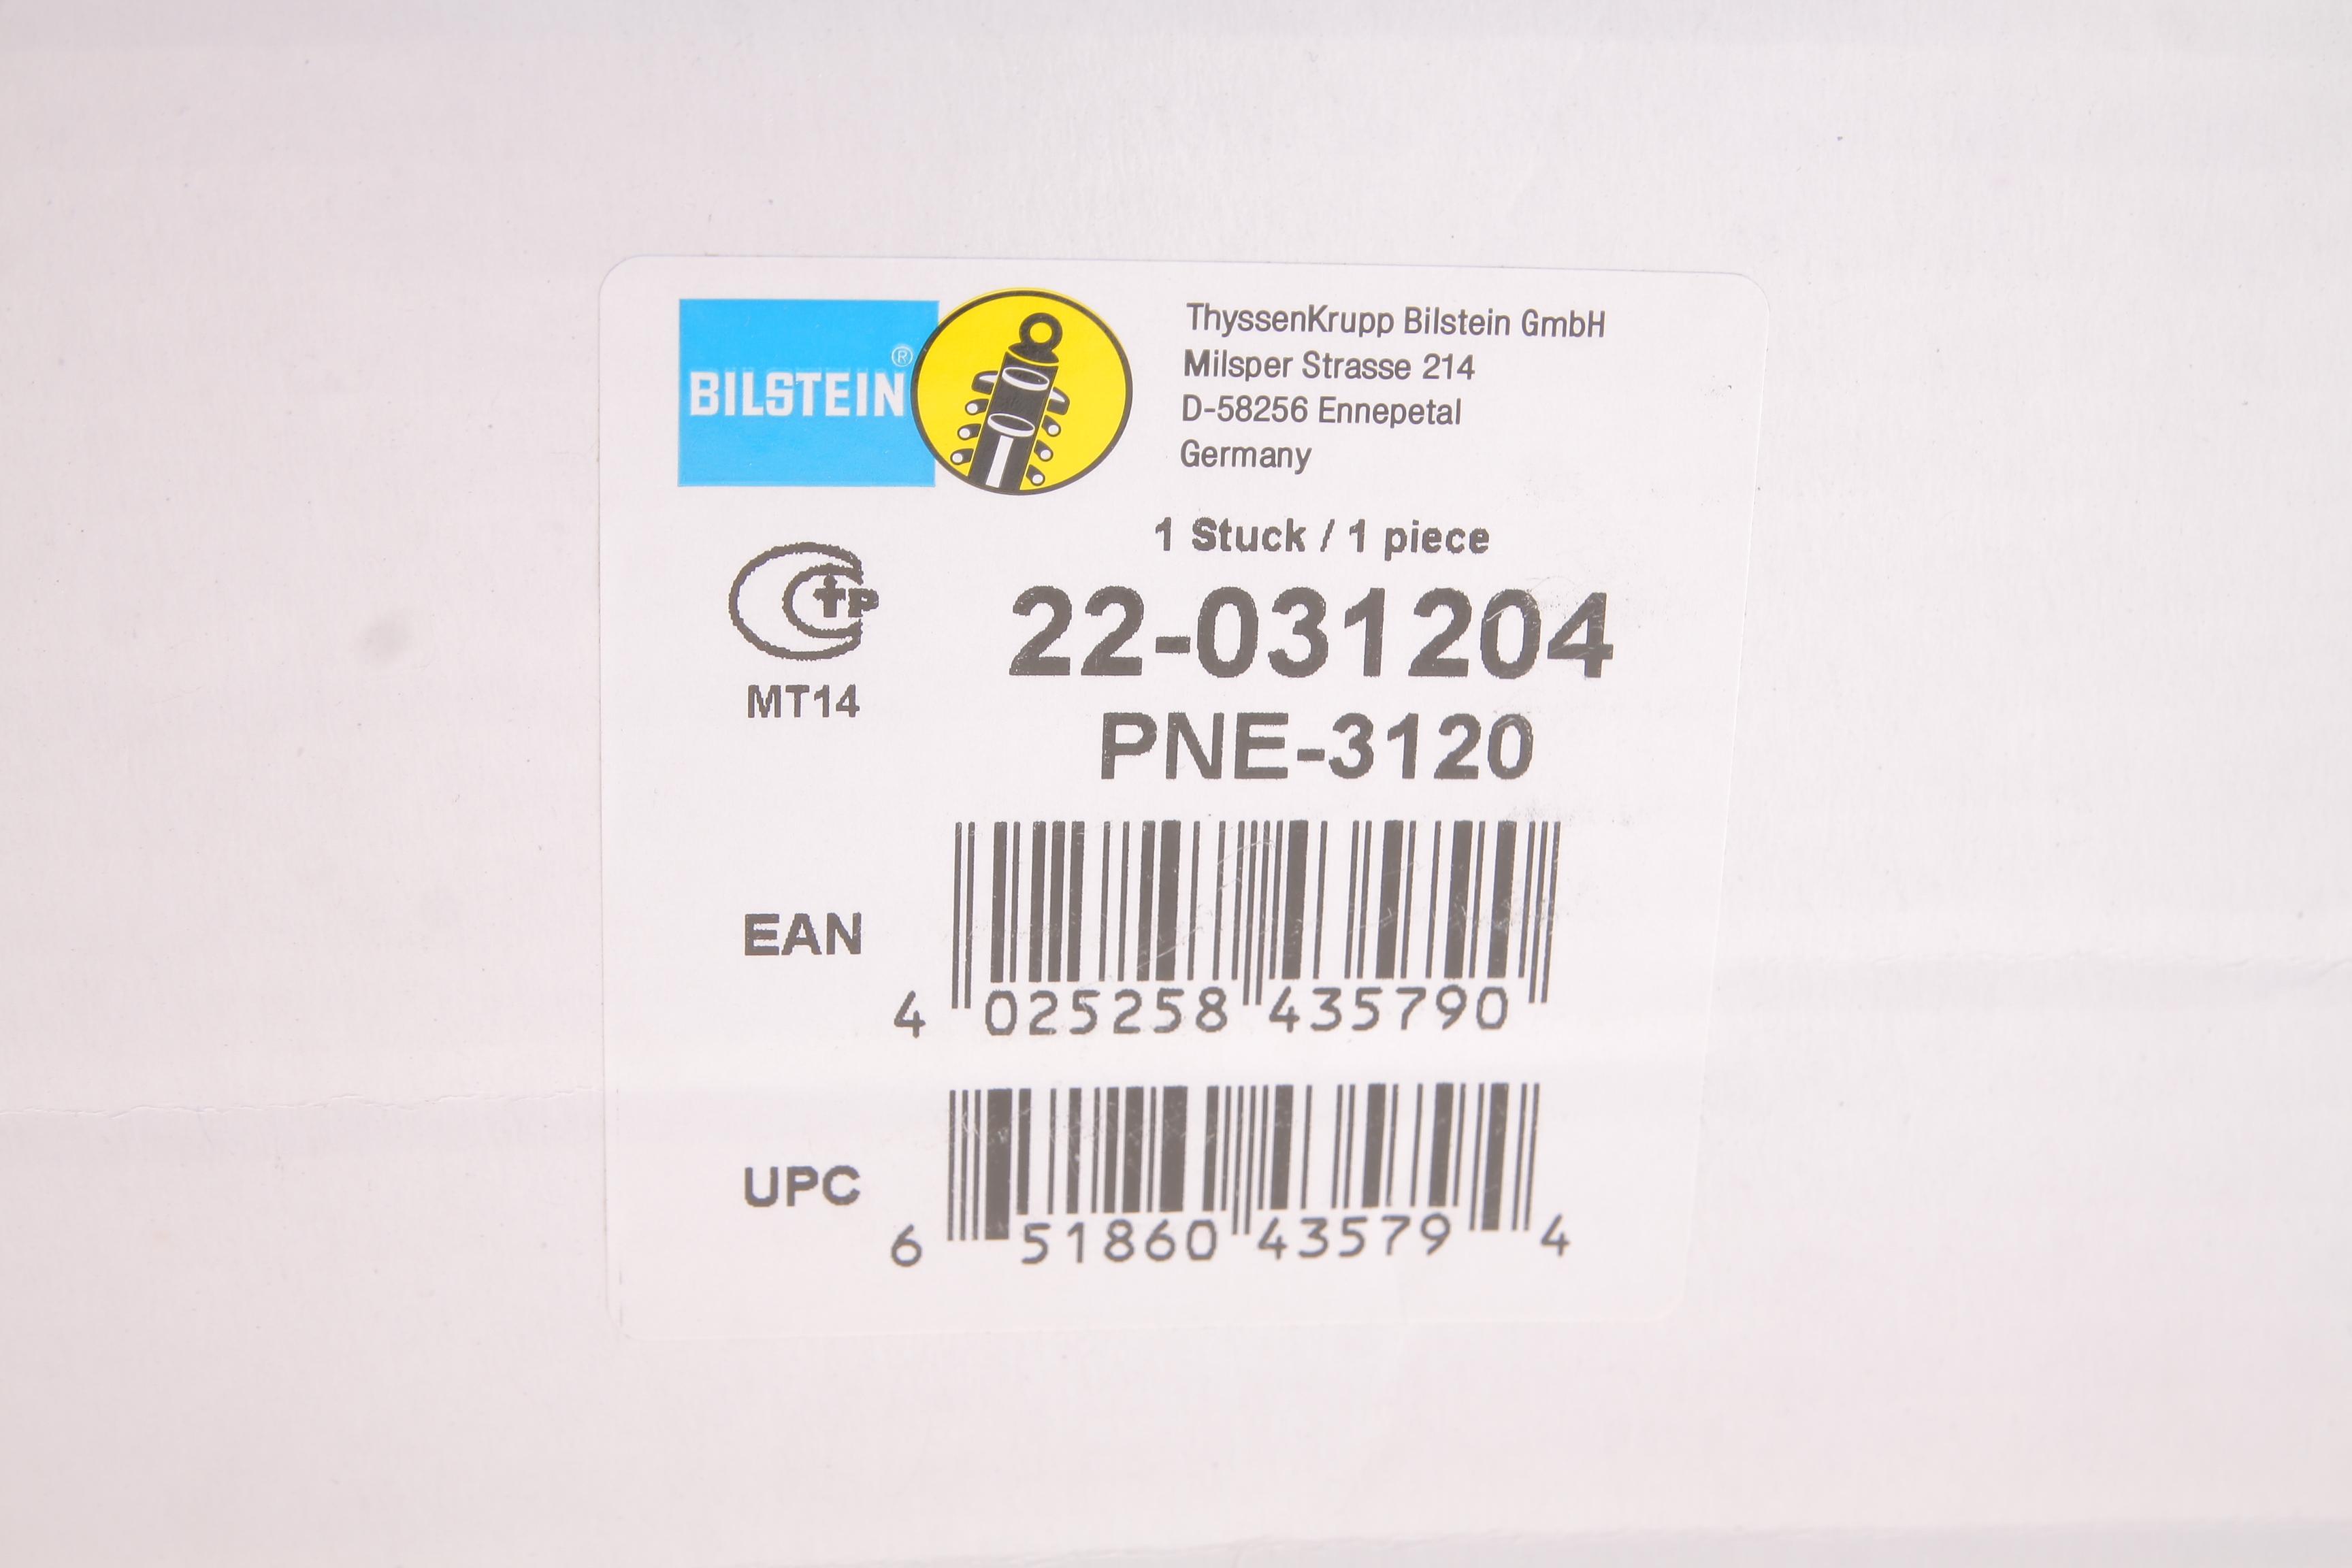 BILSTEIN®
ThyssenKrupp Bilstein GmbH
Milsper Strasse 214
D-58256 Ennepetal
Germany
1 Stuck / 1 piece
22-031204
PNE-3120
MT14
EAN
4 025258 435790
UPC
6 51860 43579 4